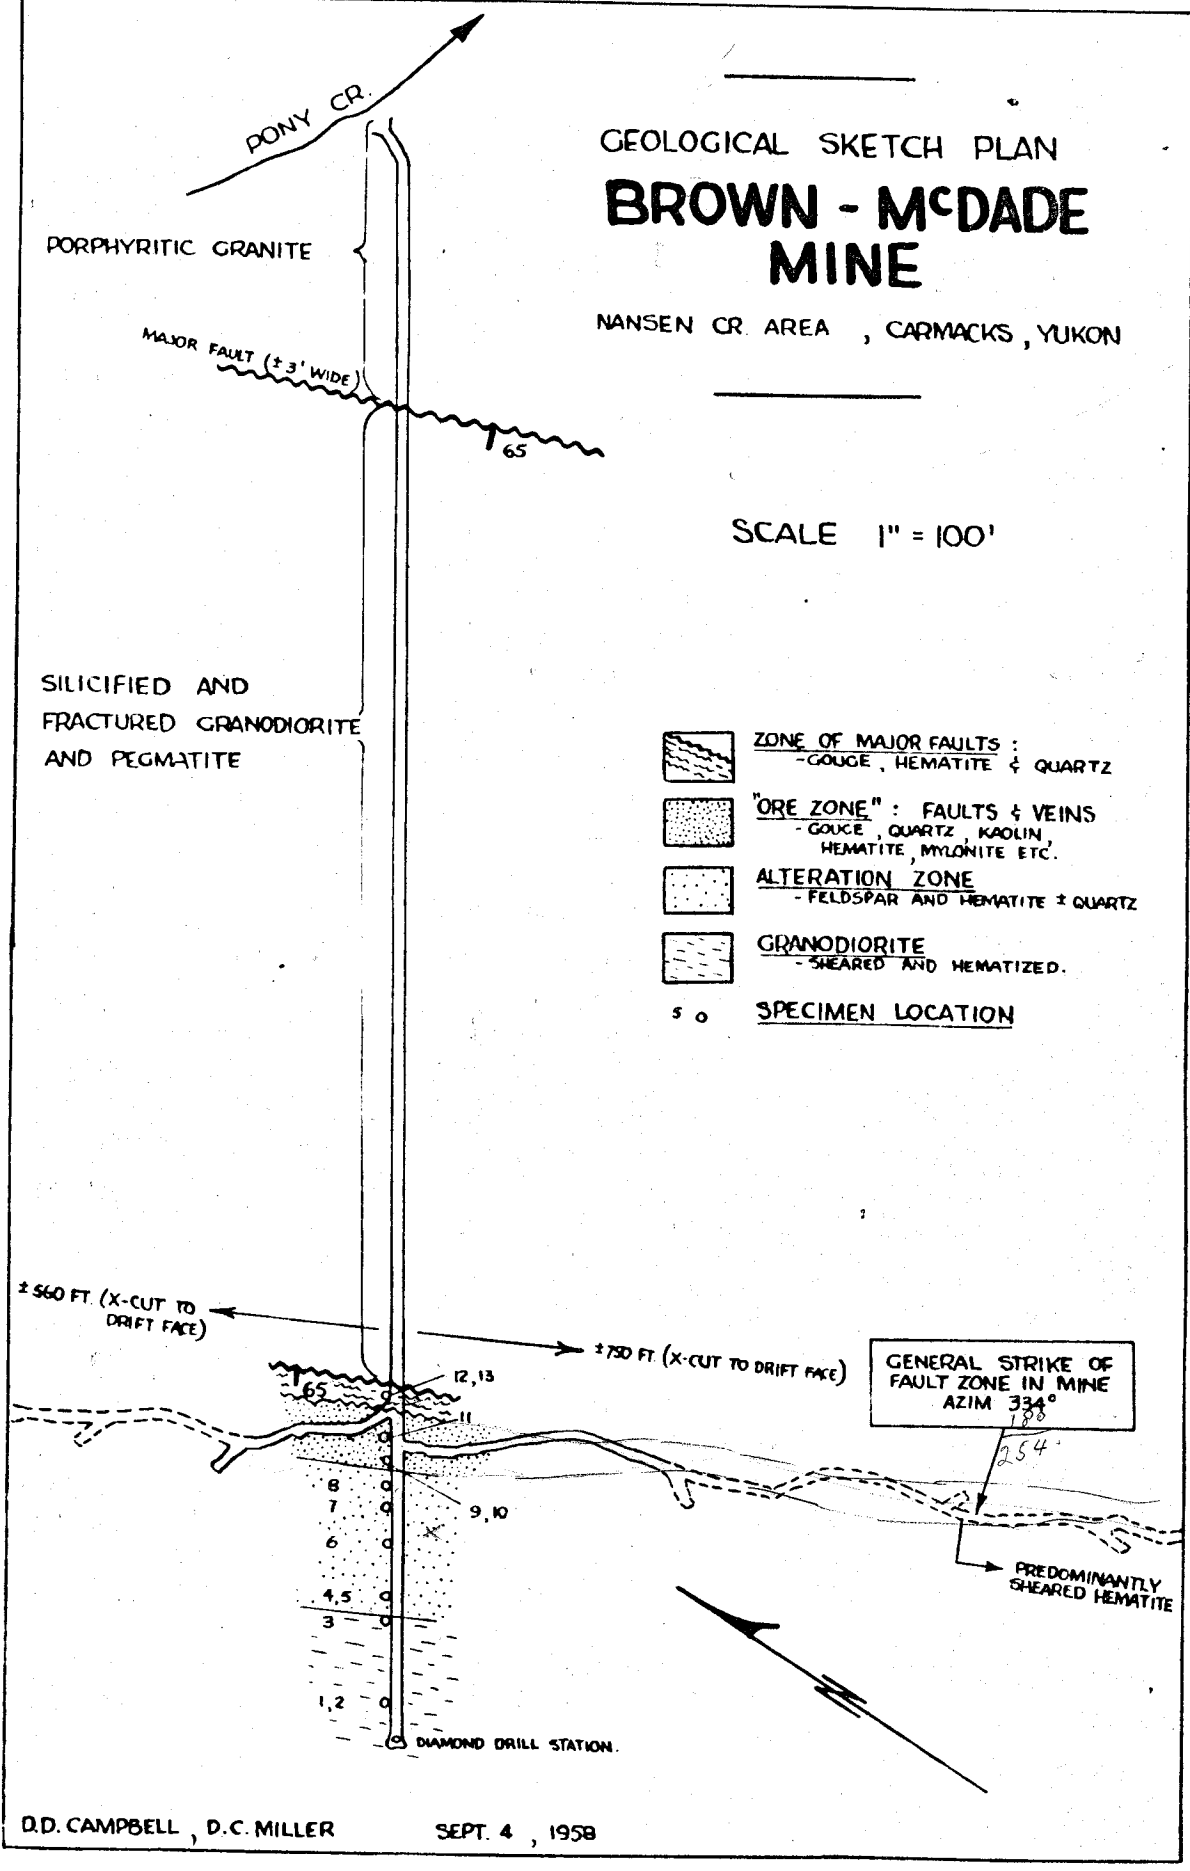 PONY CR.
GEOLOGICAL SKETCH PLAN
BROWN - McDADE
MINE
NANSEN CR. AREA , CARMACKS , YUKON
PORPHYRITIC GRANITE
MAJOR FAULT (± 3' WIDE)
65
SCALE 1" = 100'
SILICIFIED AND
FRACTURED GRANODIORITE
AND PEGMATITE
ZONE OF MAJOR FAULTS :
- GOUGE , HEMATITE & QUARTZ
"ORE ZONE" : FAULTS & VEINS
- GOUGE , QUARTZ , KAOLIN ,
HEMATITE , MYLONITE ETC.
ALTERATION ZONE
- FELDSPAR AND HEMATITE ± QUARTZ
GRANODIORITE
- SHEARED AND HEMATIZED.
5 SPECIMEN LOCATION
± 560 FT. (X-CUT TO
DRIFT FACE)
± 750 FT. (X-CUT TO DRIFT FACE)
GENERAL STRIKE OF
FAULT ZONE IN MINE
AZIM 334°
180
254
65
12,13
11
8
7
9,10
6
4,5
3
1,2
PREDOMINANTLY
SHEARED HEMATITE
N
DIAMOND DRILL STATION.
D.D. CAMPBELL , D.C. MILLER SEPT. 4 , 1958